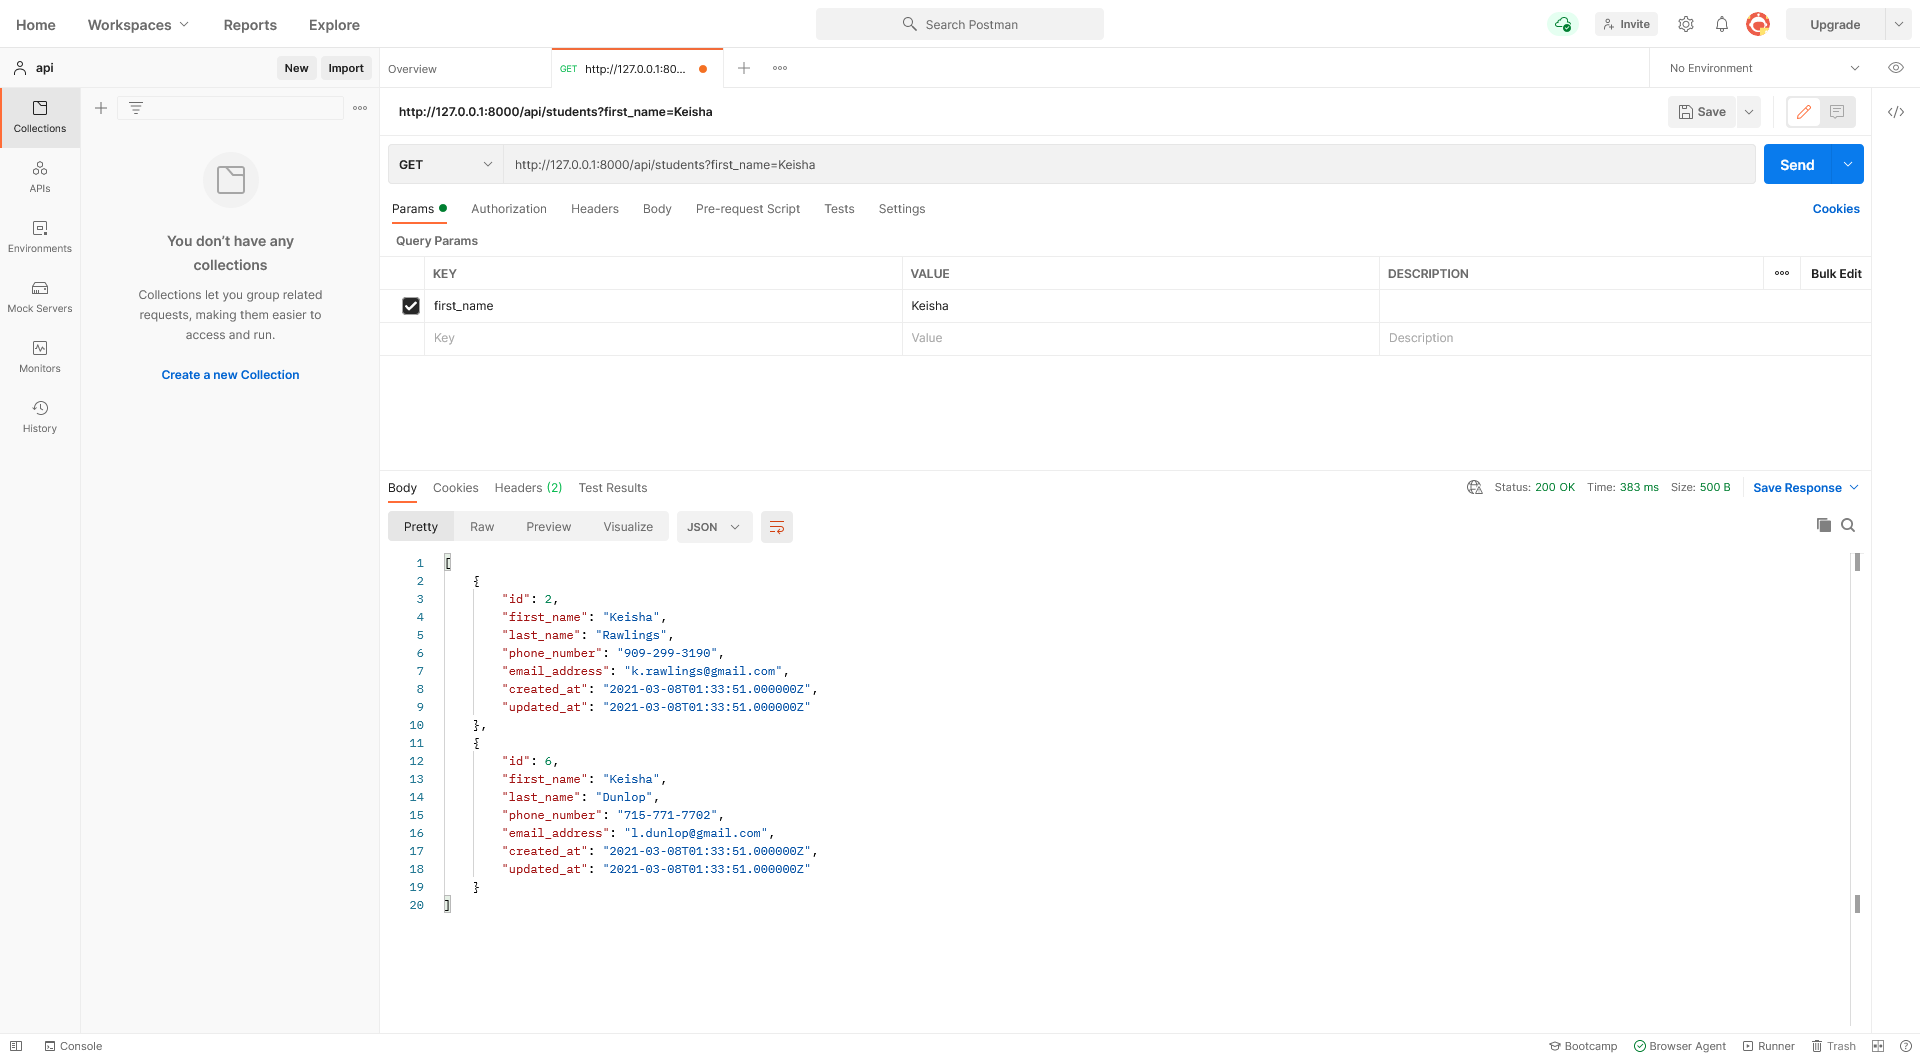 Home Workspaces Reports Explore Search Postman Invite Upgrade
api New Import Overview GET http://127.0.0.1:80... No Environment
http://127.0.0.1:8000/api/students?first_name=Keisha Save
GET http://127.0.0.1:8000/api/students?first_name=Keisha Send
Params Authorization Headers Body Pre-request Script Tests Settings Cookies
Query Params
KEY VALUE DESCRIPTION Bulk Edit
first_name Keisha
Key Value Description
Collections
APIs
Environments
Mock Servers
Monitors
History
You don't have any
collections
Collections let you group related
requests, making them easier to
access and run.
Create a new Collection
Body Cookies Headers (2) Test Results Status: 200 OK Time: 383 ms Size: 500 B Save Response
Pretty Raw Preview Visualize JSON
1 [
2 {
3 "id": 2,
4 "first_name": "Keisha",
5 "last_name": "Rawlings",
6 "phone_number": "909-299-3190",
7 "email_address": "k.rawlings@gmail.com",
8 "created_at": "2021-03-08T01:33:51.000000Z",
9 "updated_at": "2021-03-08T01:33:51.000000Z"
10 },
11 {
12 "id": 6,
13 "first_name": "Keisha",
14 "last_name": "Dunlop",
15 "phone_number": "715-771-7702",
16 "email_address": "l.dunlop@gmail.com",
17 "created_at": "2021-03-08T01:33:51.000000Z",
18 "updated_at": "2021-03-08T01:33:51.000000Z"
19 }
20 ]
Console Bootcamp Browser Agent Runner Trash